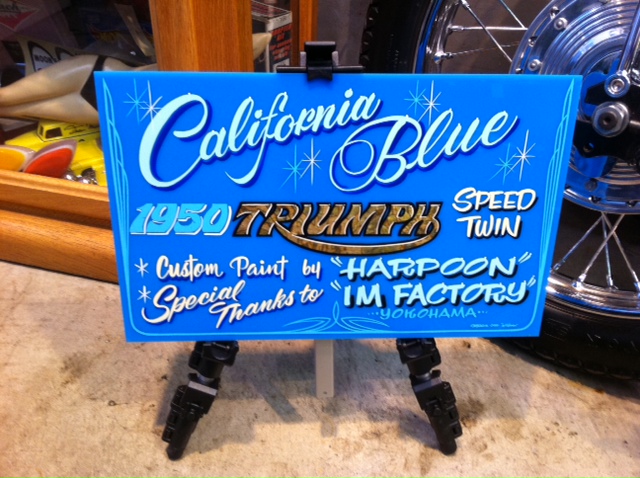 California Blue
1950 TRIUMPH SPEED TWIN
* Custom Paint by "HARPOON"
* Special Thanks to "IM FACTORY"
YOKOHAMA